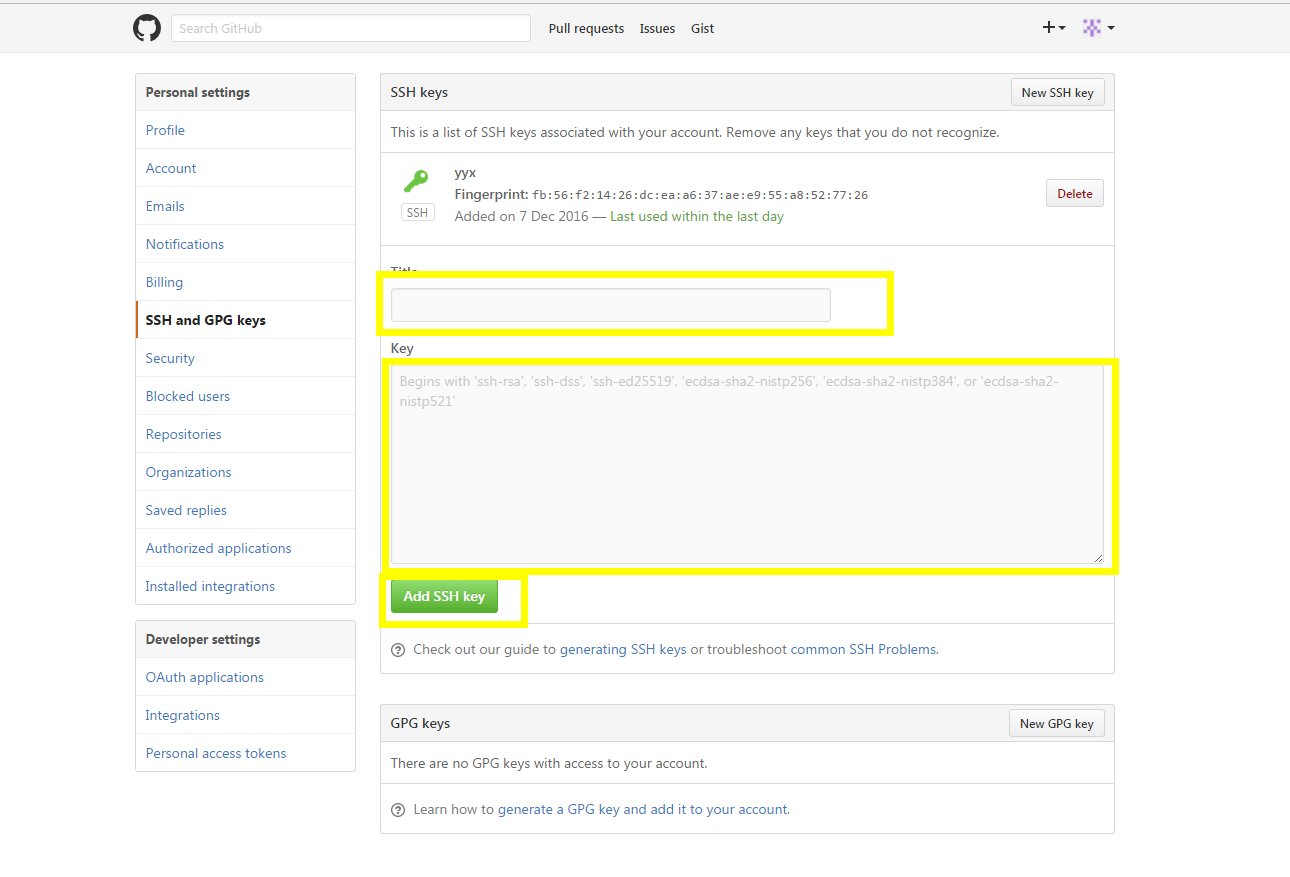 Search GitHub
Pull requests
Issues
Gist
Personal settings
Profile
Account
Emails
Notifications
Billing
SSH and GPG keys
Security
Blocked users
Repositories
Organizations
Saved replies
Authorized applications
Installed integrations
Developer settings
OAuth applications
Integrations
Personal access tokens
SSH keys
New SSH key
This is a list of SSH keys associated with your account. Remove any keys that you do not recognize.
yyx
SSH
Fingerprint: fb:56:f2:14:26:dc:ea:a6:37:ae:e9:55:a8:52:77:26
Added on 7 Dec 2016 — Last used within the last day
Delete
Title
Key
Begins with 'ssh-rsa', 'ssh-dss', 'ssh-ed25519', 'ecdsa-sha2-nistp256', 'ecdsa-sha2-nistp384', or 'ecdsa-sha2-
nistp521'
Add SSH key
Check out our guide to generating SSH keys or troubleshoot common SSH Problems.
GPG keys
New GPG key
There are no GPG keys with access to your account.
Learn how to generate a GPG key and add it to your account.